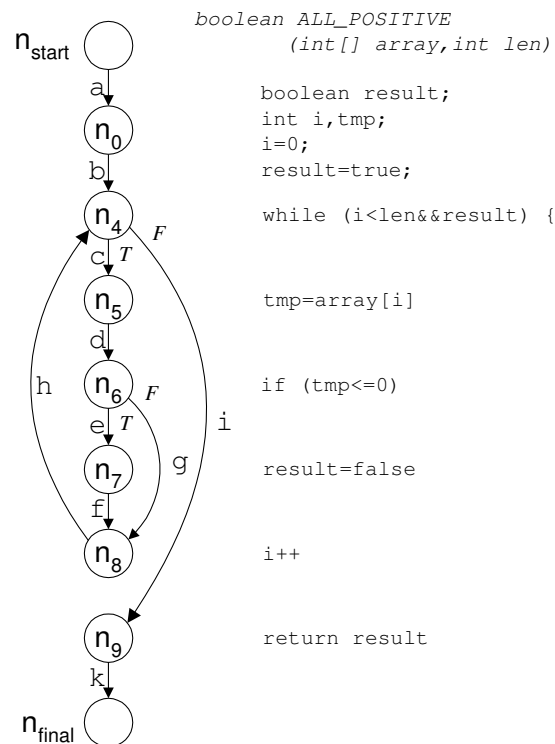 boolean ALL_POSITIVE
(int[] array,int len)
n_start
a
boolean result;
int i,tmp;
n_0
i=0;
b
result=true;
n_4
while (i<len&&result) {
F
c
T
n_5
tmp=array[i]
d
n_6
if (tmp<=0)
F
h
e
T
i
g
n_7
result=false
f
n_8
i++
n_9
return result
k
n_final